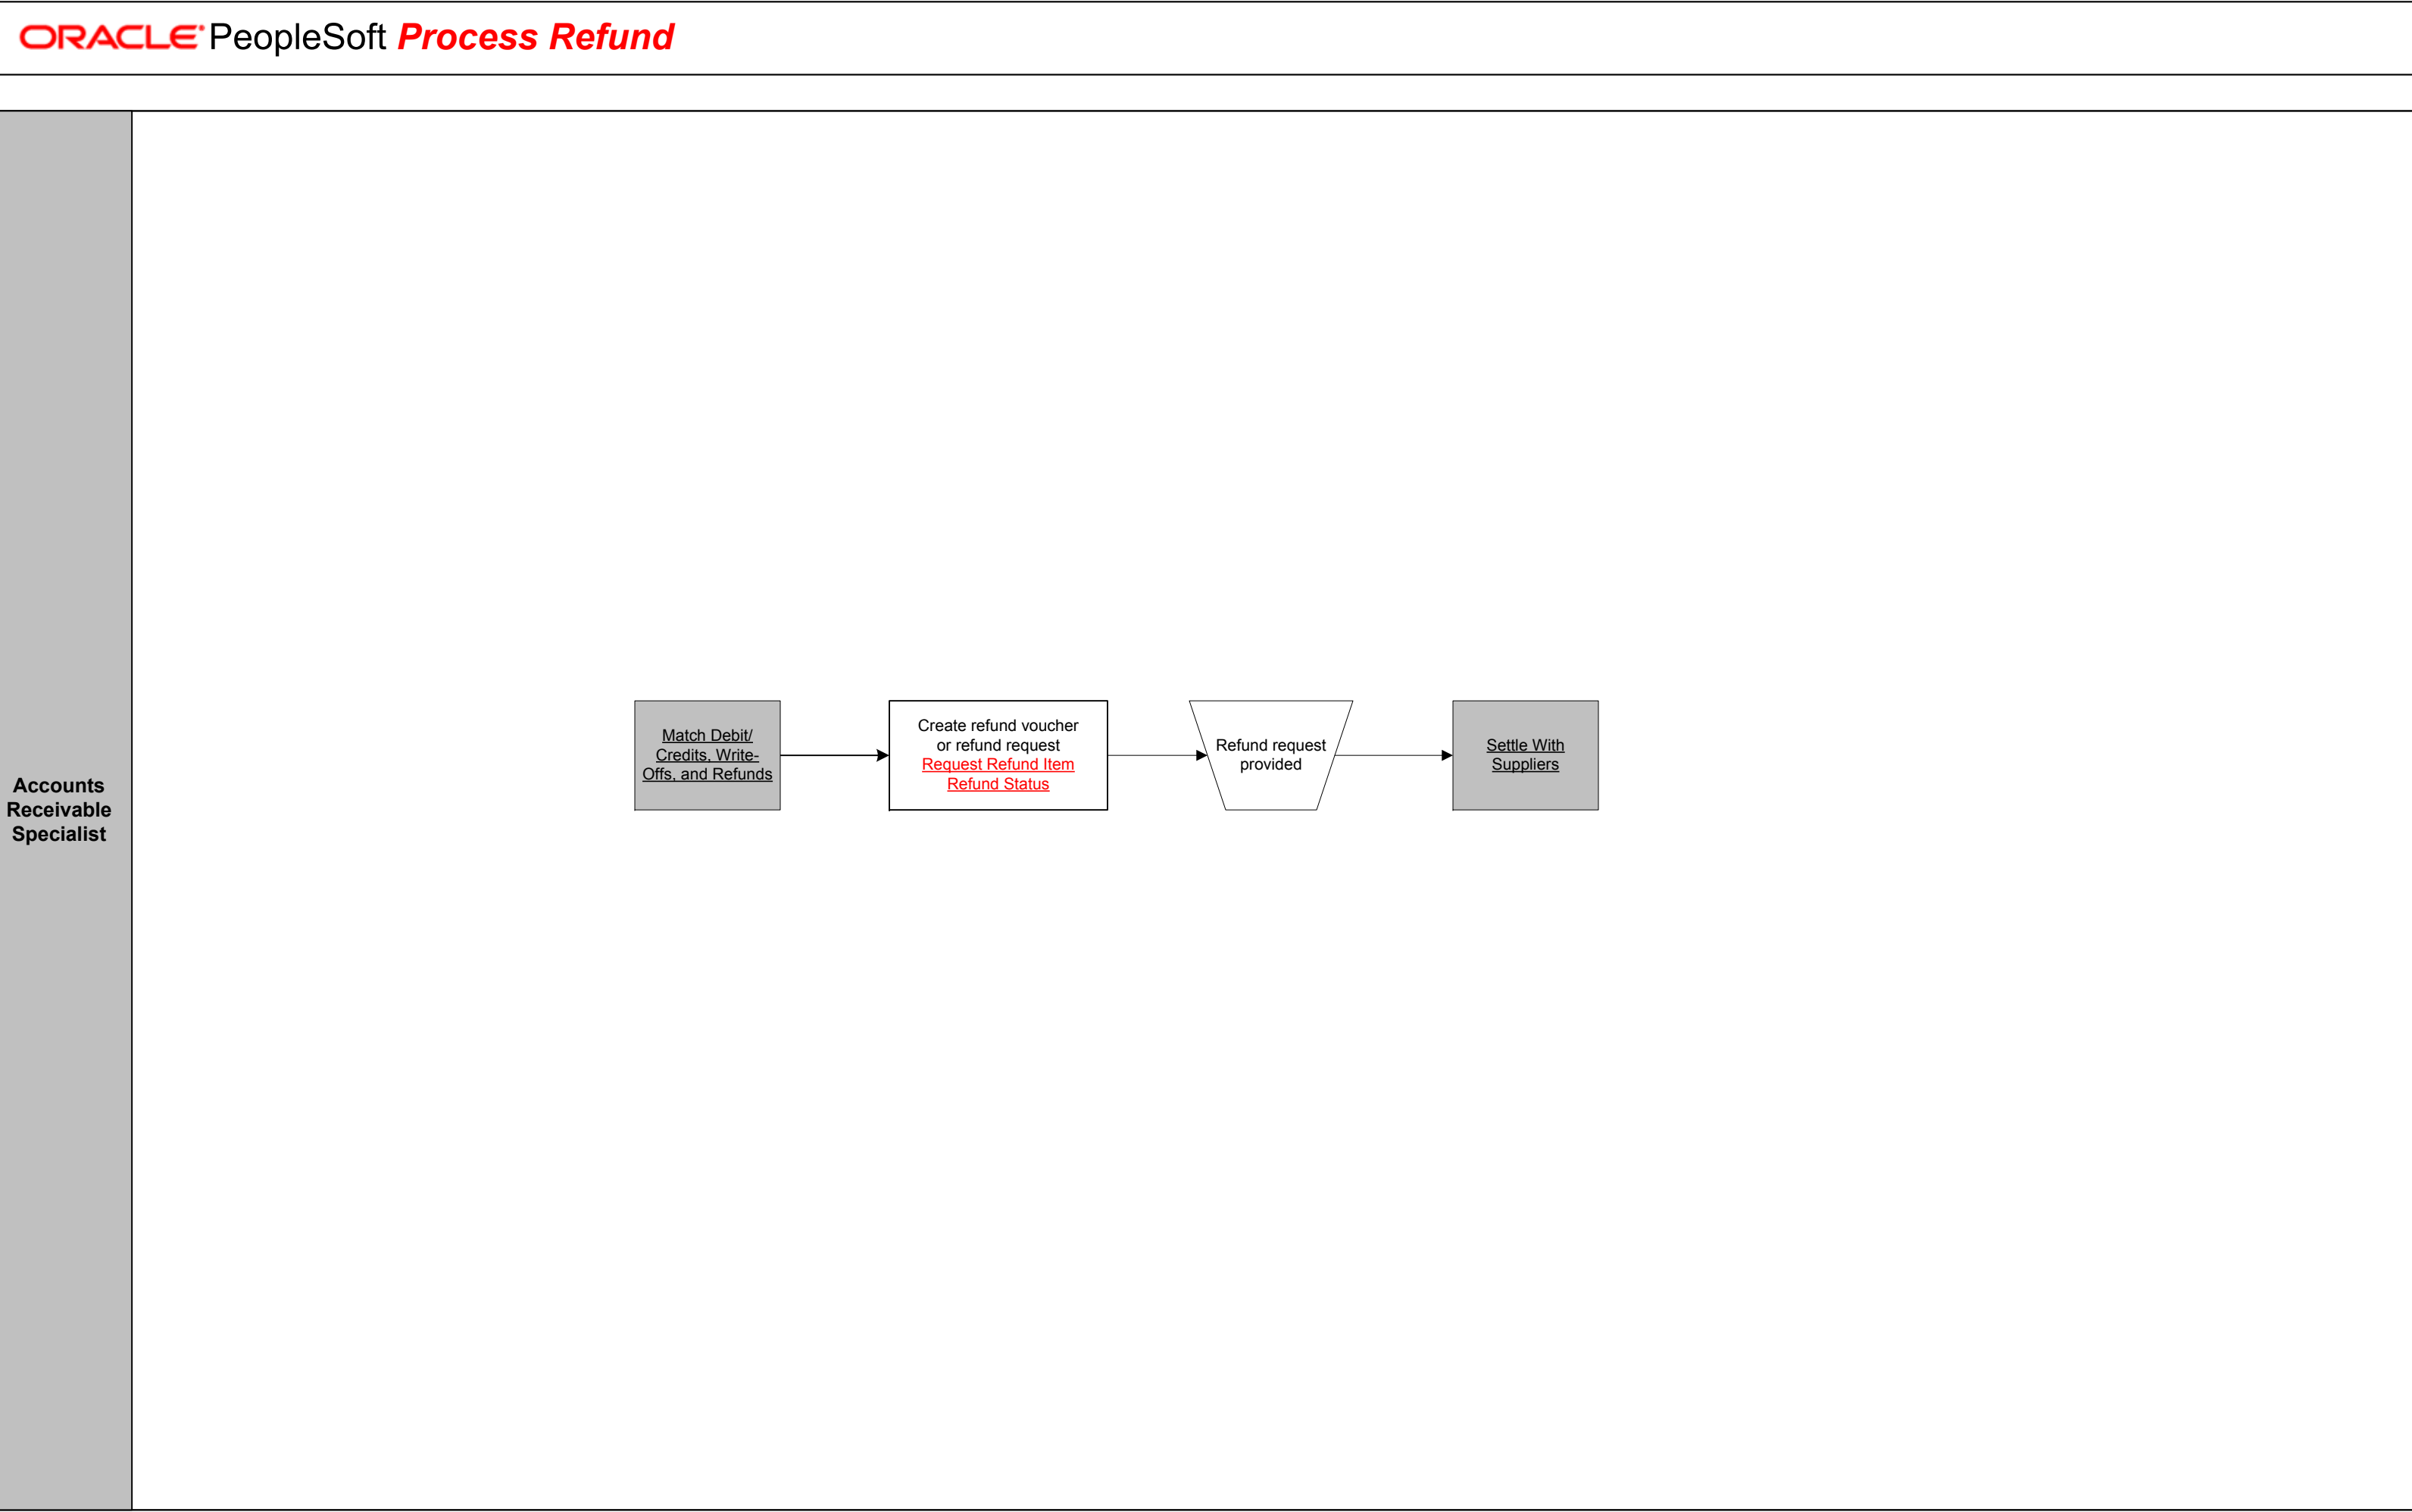 ORACLE® PeopleSoft Process Refund
Accounts
Receivable
Specialist
Match Debit/
Credits, Write-
Offs, and Refunds
Create refund voucher
or refund request
Request Refund Item
Refund Status
Refund request
provided
Settle With
Suppliers